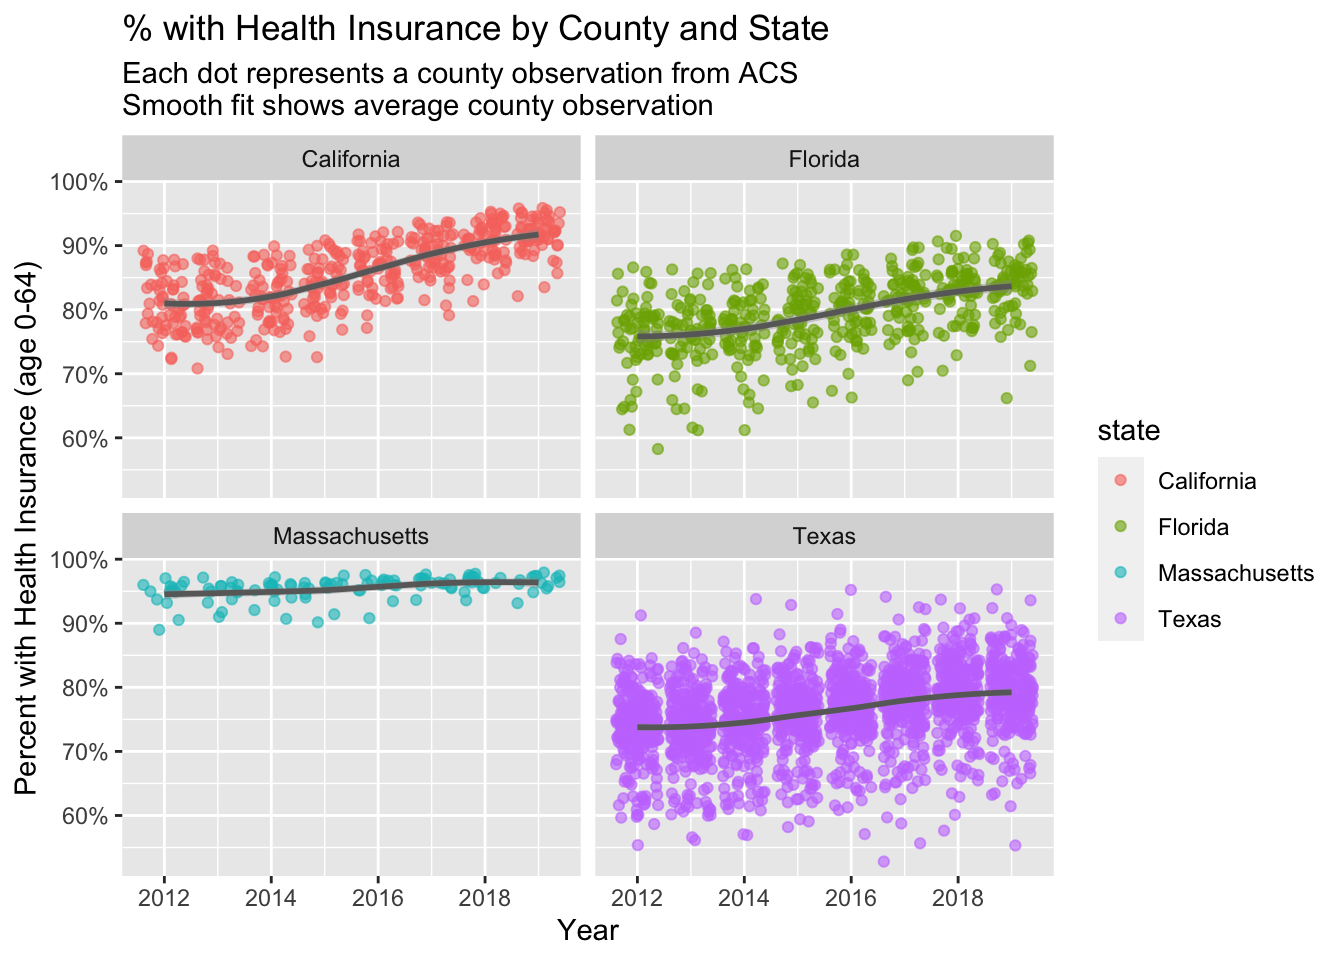 % with Health Insurance by County and State
Each dot represents a county observation from ACS
Smooth fit shows average county observation
California
Florida
100%
90%
80%
70%
60%
Massachusetts
Texas
100%
90%
80%
70%
60%
2012 2014 2016 2018
2012 2014 2016 2018
Year
Percent with Health Insurance (age 0-64)
state
California
Florida
Massachusetts
Texas